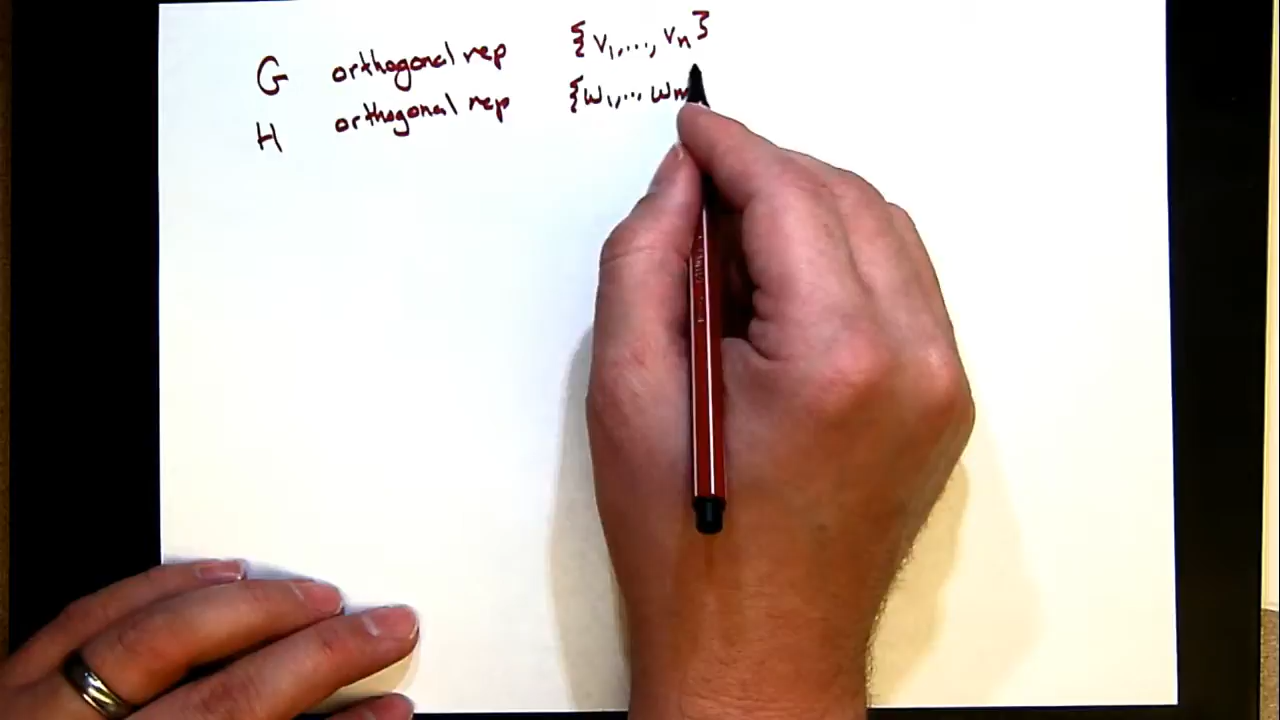 G orthogonal rep {v₁,..., vₙ}
H orthogonal rep {w₁,..., wₘ